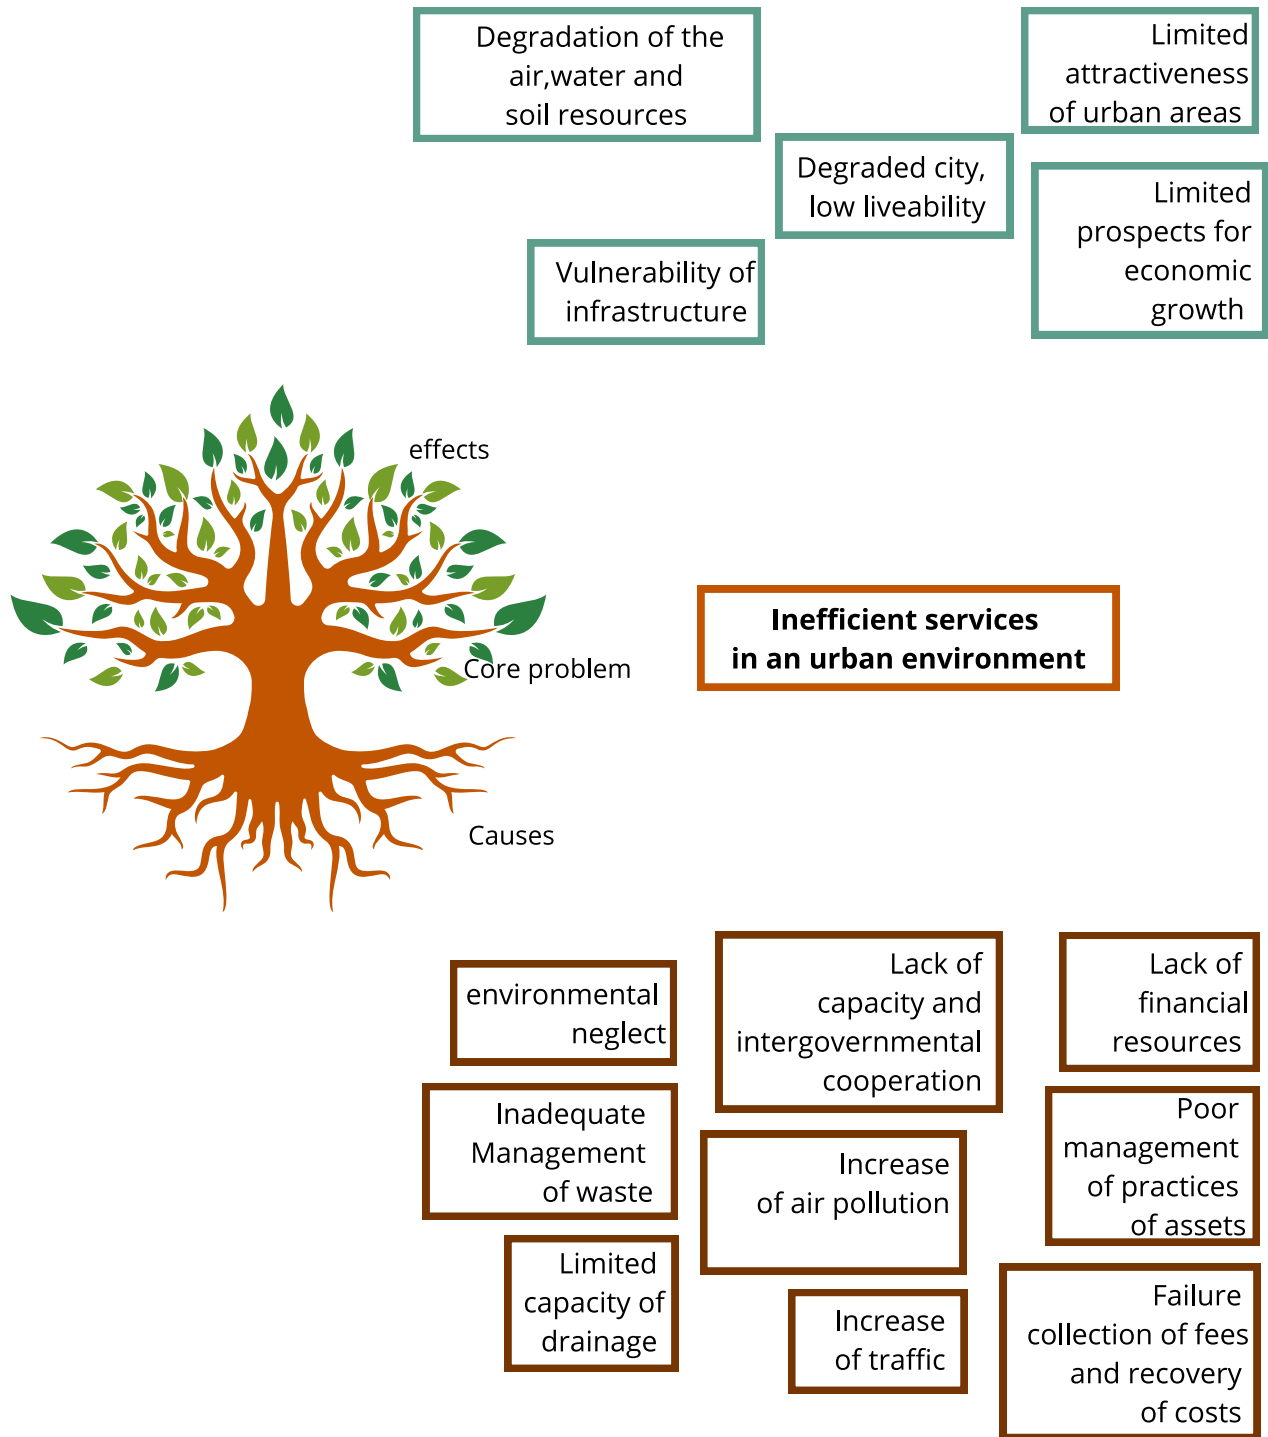 Degradation of the
air,water and
soil resources
Limited
attractiveness
of urban areas
Degraded city,
low liveability
Limited
prospects for
economic
growth
Vulnerability of
infrastructure
effects
Inefficient services
in an urban environment
Core problem
Causes
environmental
neglect
Lack of
capacity and
intergovernmental
cooperation
Lack of
financial
resources
Inadequate
Management
of waste
Increase
of air pollution
Poor
management
of practices
of assets
Limited
capacity of
drainage
Increase
of traffic
Failure
collection of fees
and recovery
of costs